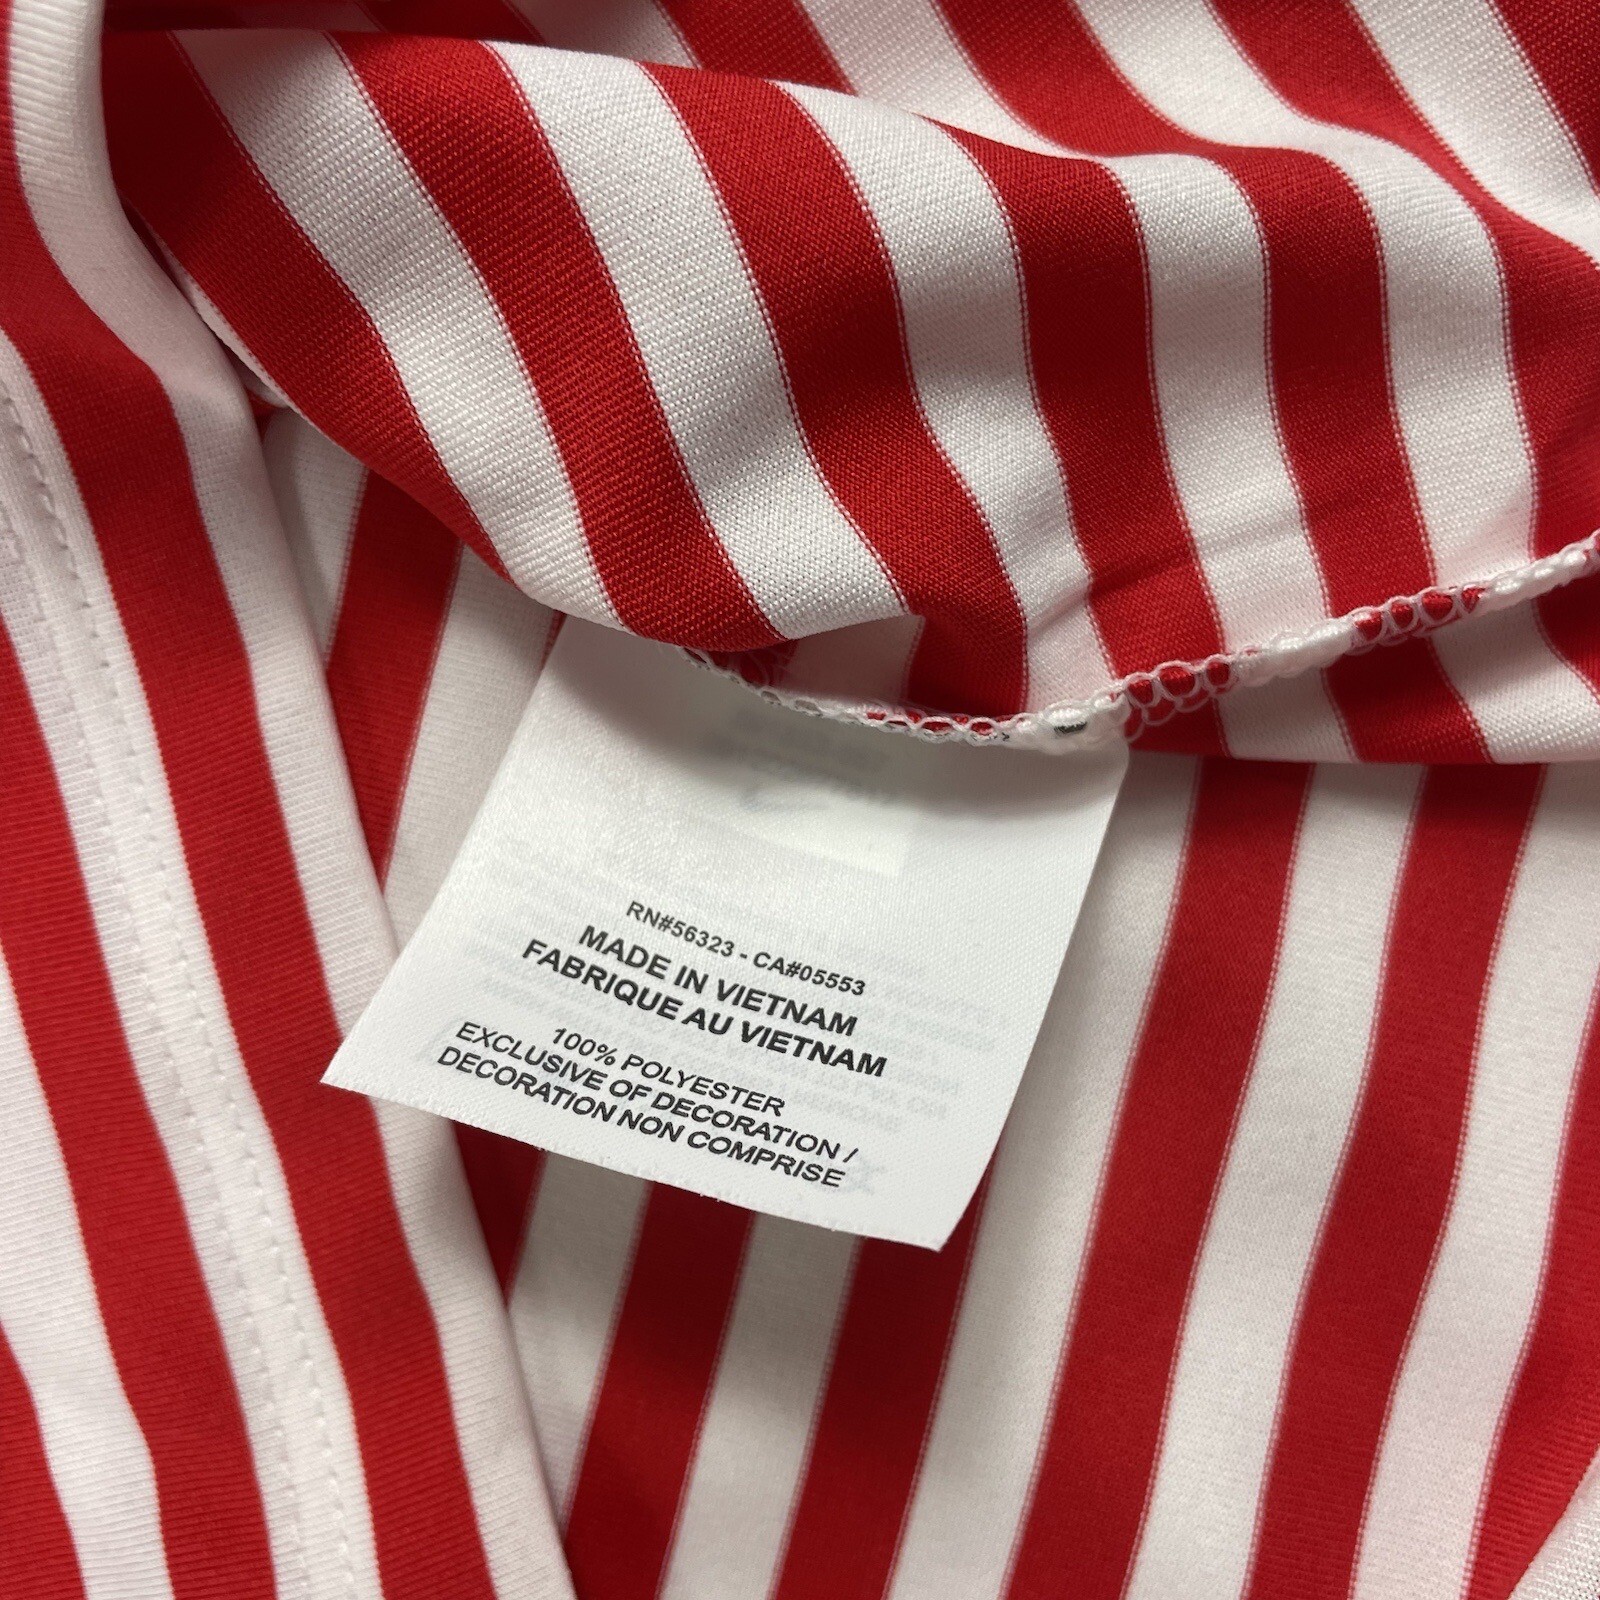 RN#56323 - CA#05553
MADE IN VIETNAM
FABRIQUE AU VIETNAM
100% POLYESTER
EXCLUSIVE OF DECORATION /
DECORATION NON COMPRISE